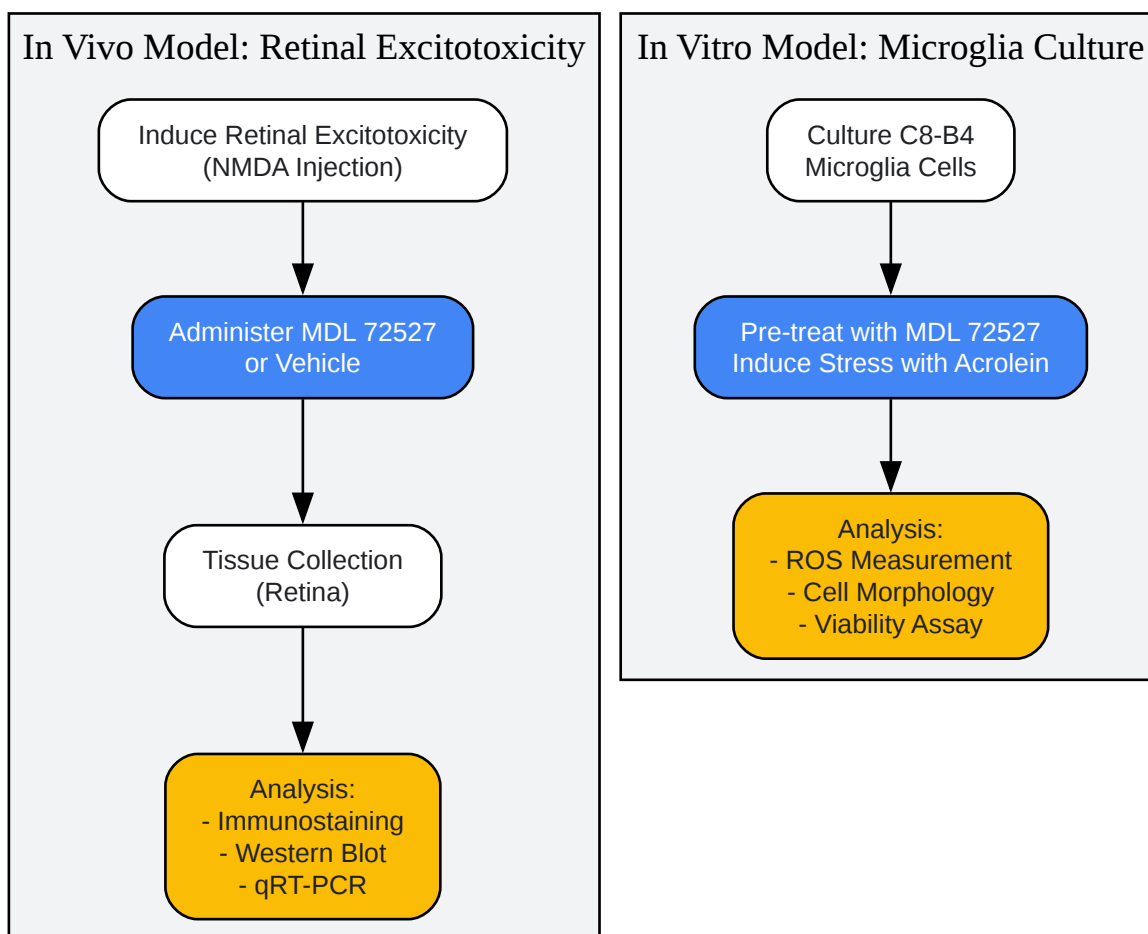 In Vivo Model: Retinal Excitotoxicity
Induce Retinal Excitotoxicity
(NMDA Injection)
Administer MDL 72527
or Vehicle
Tissue Collection
(Retina)
Analysis:
- Immunostaining
- Western Blot
- qRT-PCR
In Vitro Model: Microglia Culture
Culture C8-B4
Microglia Cells
Pre-treat with MDL 72527
Induce Stress with Acrolein
Analysis:
- ROS Measurement
- Cell Morphology
- Viability Assay